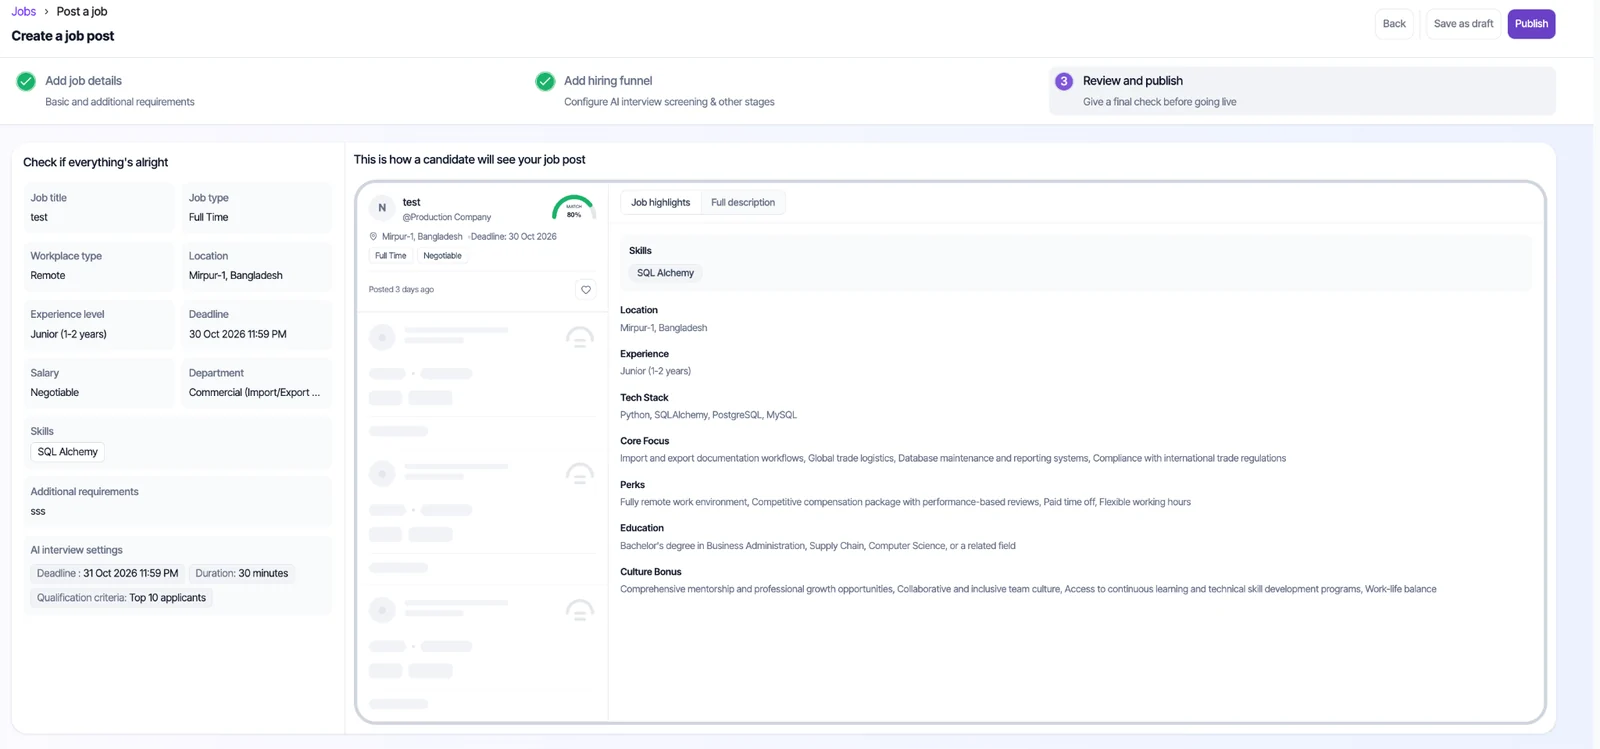 Jobs › Post a job
Create a job post
Back
Save as draft
Publish
Add job details
Basic and additional requirements
Add hiring funnel
Configure AI interview screening & other stages
3
Review and publish
Give a final check before going live
Check if everything's alright
Job title
test
Job type
Full Time
Workplace type
Remote
Location
Mirpur-1, Bangladesh
Experience level
Junior (1-2 years)
Deadline
30 Oct 2026 11:59 PM
Salary
Negotiable
Department
Commercial (Import/Export ...
Skills
SQL Alchemy
Additional requirements
sss
AI interview settings
Deadline : 31 Oct 2026 11:59 PM
Duration: 30 minutes
Qualification criteria: Top 10 applicants
This is how a candidate will see your job post
N
test
@Production Company
MATCH
80%
Mirpur-1, Bangladesh ·Deadline: 30 Oct 2026
Full Time
Negotiable
Posted 3 days ago
Job highlights
Full description
Skills
SQL Alchemy
Location
Mirpur-1, Bangladesh
Experience
Junior (1-2 years)
Tech Stack
Python, SQLAlchemy, PostgreSQL, MySQL
Core Focus
Import and export documentation workflows, Global trade logistics, Database maintenance and reporting systems, Compliance with international trade regulations
Perks
Fully remote work environment, Competitive compensation package with performance-based reviews, Paid time off, Flexible working hours
Education
Bachelor's degree in Business Administration, Supply Chain, Computer Science, or a related field
Culture Bonus
Comprehensive mentorship and professional growth opportunities, Collaborative and inclusive team culture, Access to continuous learning and technical skill development programs, Work-life balance